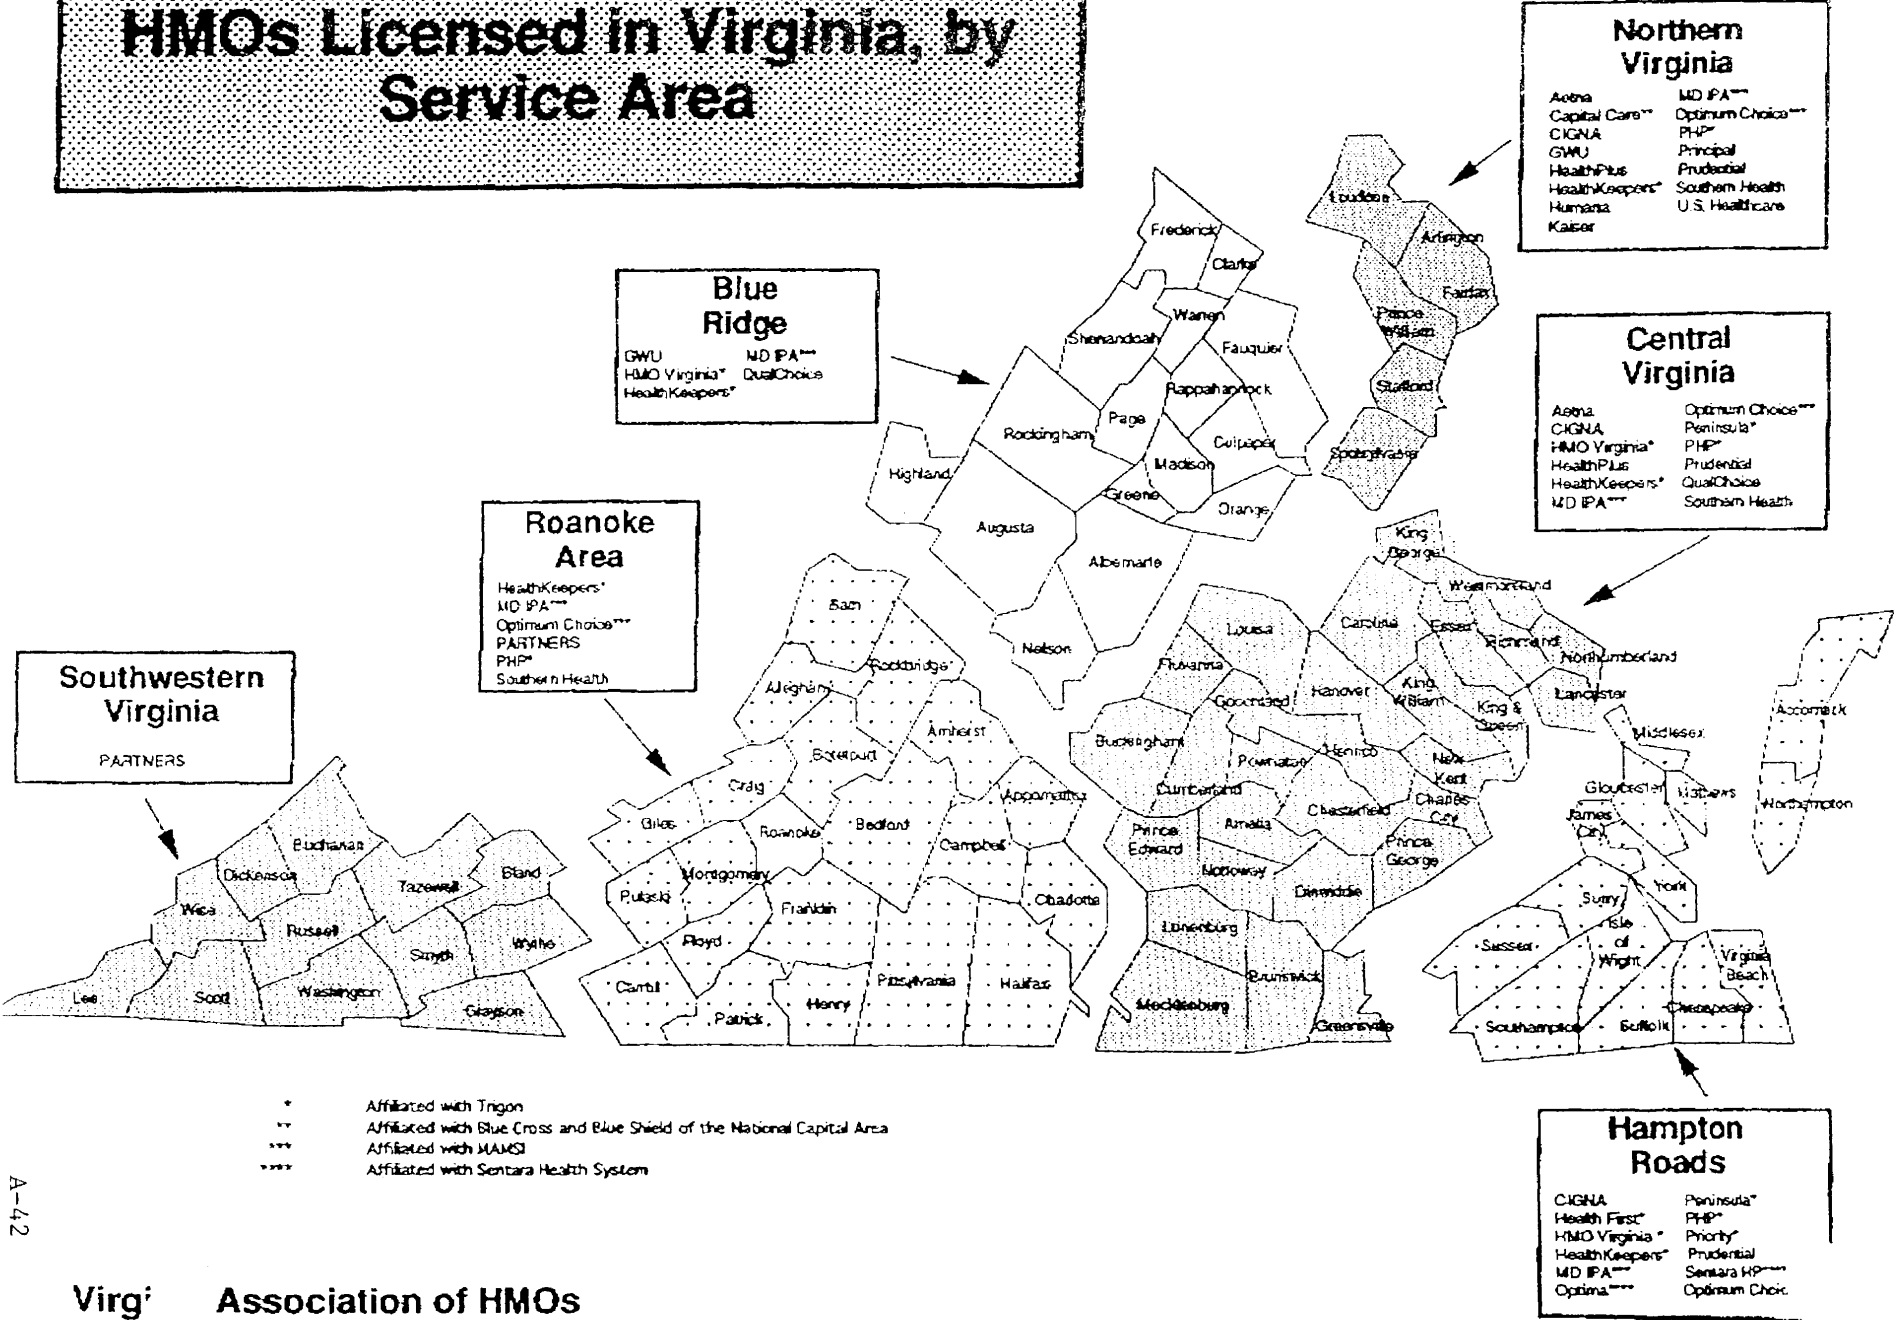 HMOs Licensed in Virginia, by
Service Area
Northern
Virginia
Aetna MD IPA***
Capital Care** Optimum Choice***
CIGNA PHP*
GWU Principal
HealthPlus Prudential
HealthKeepers* Southern Health
Humana U.S. Healthcare
Kaiser
Blue
Ridge
GWU MD IPA***
HMO Virginia* QualChoice
HealthKeepers*
Central
Virginia
Aetna Optimum Choice***
CIGNA Peninsula*
HMO Virginia* PHP*
HealthPlus Prudential
HealthKeepers* QualChoice
MD IPA*** Southern Health
Roanoke
Area
HealthKeepers*
MD IPA***
Optimum Choice***
PARTNERS
PHP*
Southern Health
Southwestern
Virginia
PARTNERS
Loudoun
Arlington
Fairfax
Prince
William
Stafford
Spotsylvania
Frederick
Clarke
Warren
Shenandoah
Fauquier
Rappahannock
Page
Rockingham
Culpeper
Madison
Highland
Greene
Orange
Augusta
Albemarle
Nelson
King
George
Westmoreland
Caroline
Essex
Richmond
Northumberland
Lancaster
Louisa
Fluvanna
Goochland
Hanover
King
William
King &
Queen
Buckingham
Powhatan
Henrico
New
Kent
Cumberland
Chesterfield
Charles
City
Prince
Edward
Amelia
Prince
George
Nottoway
Dinwiddie
Lunenburg
Brunswick
Mecklenburg
Greensville
Bath
Rockbridge
Alleghany
Amherst
Botetourt
Craig
Appomattox
Giles
Roanoke
Bedford
Campbell
Montgomery
Pulaski
Franklin
Charlotte
Floyd
Carroll
Patrick
Henry
Pittsylvania
Halifax
Buchanan
Dickenson
Tazewell
Bland
Wise
Russell
Smyth
Wythe
Lee
Scott
Washington
Grayson
Accomack
Northampton
Middlesex
Gloucester
Mathews
James
City
York
Surry
Isle
of
Wight
Sussex
Virginia
Beach
Chesapeake
Southampton
Suffolk
* Affiliated with Trigon
** Affiliated with Blue Cross and Blue Shield of the National Capital Area
*** Affiliated with MAMSI
**** Affiliated with Sentara Health System
Hampton
Roads
CIGNA Peninsula*
Health First* PHP*
HMO Virginia* Priority*
HealthKeepers* Prudential
MD IPA*** Sentara HP****
Optima**** Optimum Choic
A-42
Virg Association of HMOs